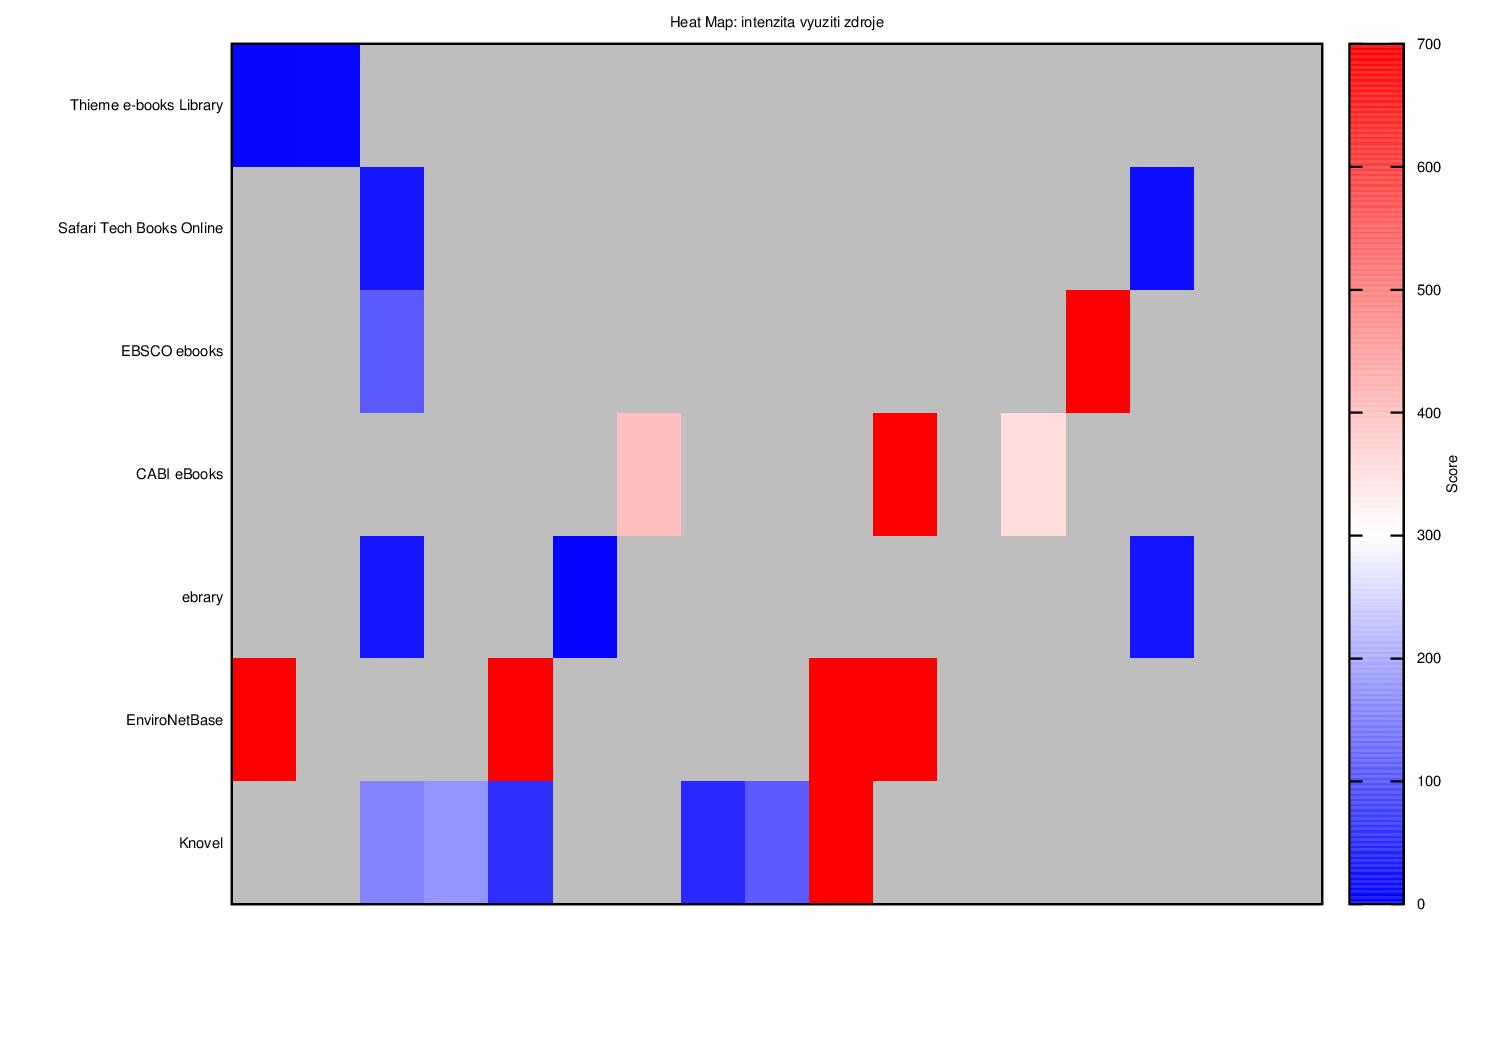 Heat Map: intenzita vyuziti zdroje
Thieme e-books Library
Safari Tech Books Online
EBSCO ebooks
CABI eBooks
ebrary
EnviroNetBase
Knovel
700
600
500
400
300
200
100
0
Score